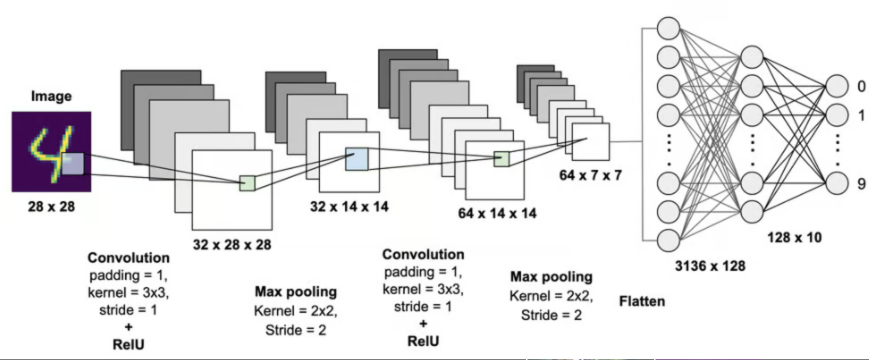 Image
28 x 28
Convolution
padding = 1,
kernel = 3x3,
stride = 1
+
RelU
32 x 28 x 28
Max pooling
Kernel = 2x2,
Stride = 2
32 x 14 x 14
Convolution
padding = 1,
kernel = 3x3,
stride = 1
+
RelU
64 x 14 x 14
Max pooling
Kernel = 2x2,
Stride = 2
64 x 7 x 7
Flatten
3136 x 128
128 x 10
0
1
9